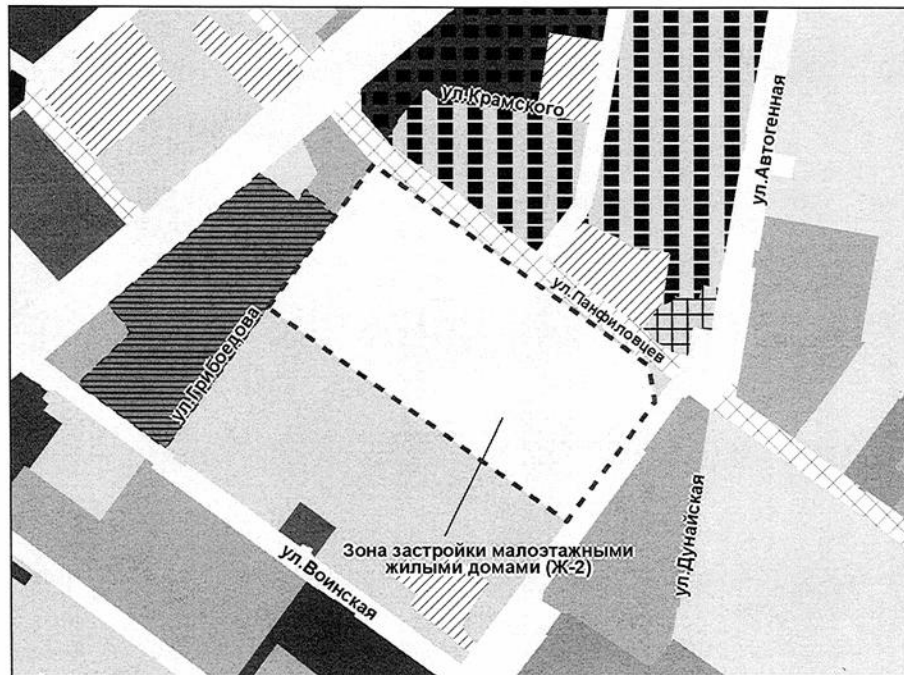 ул.Крамского
ул.Автогенная
ул.Панфиловцев
ул.Грибоедова
ул.Дунайская
Зона застройки малоэтажными
жилыми домами (Ж-2)
ул.Воинская